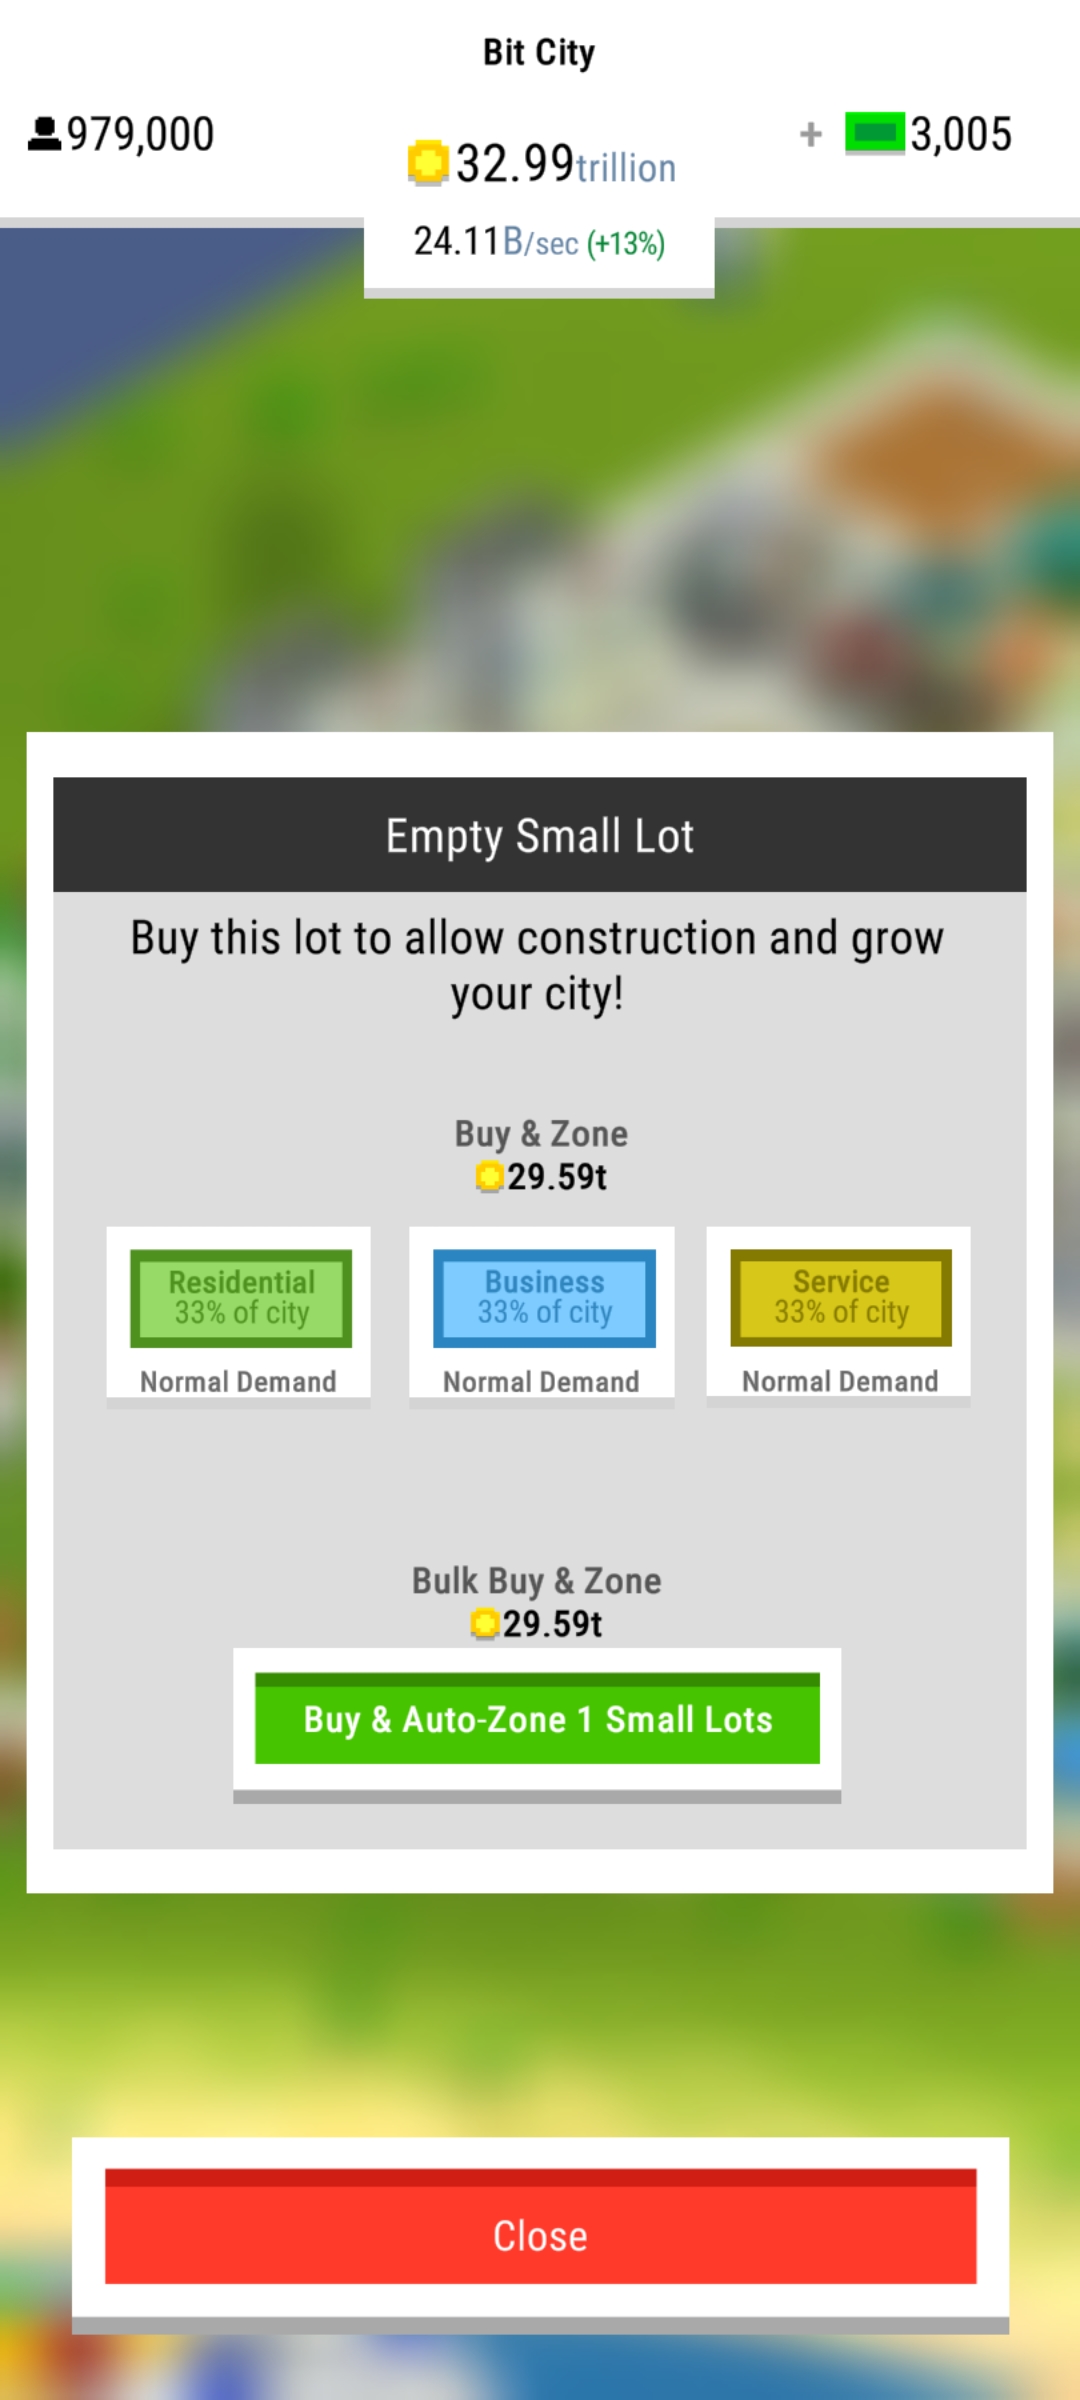 Bit City
979,000
32.99trillion
+ 3,005
24.11B/sec (+13%)
Empty Small Lot
Buy this lot to allow construction and grow
your city!
Buy & Zone
29.59t
Residential
33% of city
Normal Demand
Business
33% of city
Normal Demand
Service
33% of city
Normal Demand
Bulk Buy & Zone
29.59t
Buy & Auto-Zone 1 Small Lots
Close